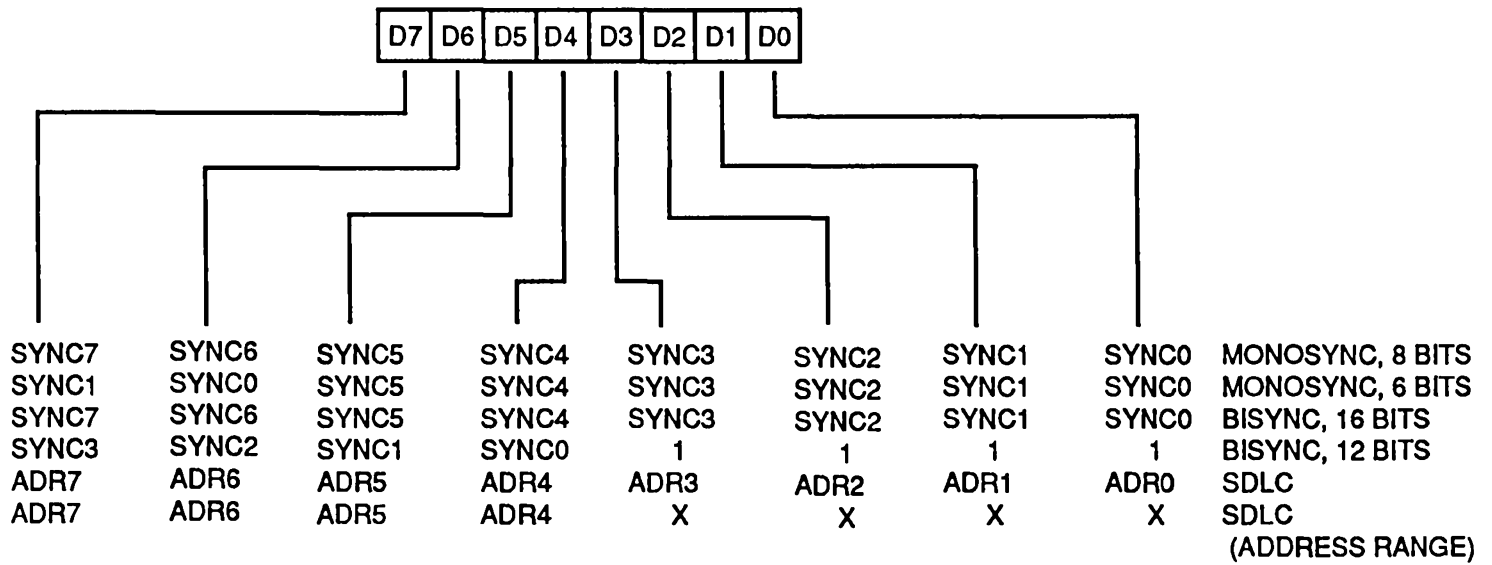 D7 D6 D5 D4 D3 D2 D1 D0
SYNC7 SYNC6 SYNC5 SYNC4 SYNC3 SYNC2 SYNC1 SYNC0 MONOSYNC, 8 BITS
SYNC1 SYNC0 SYNC5 SYNC4 SYNC3 SYNC2 SYNC1 SYNC0 MONOSYNC, 6 BITS
SYNC7 SYNC6 SYNC5 SYNC4 SYNC3 SYNC2 SYNC1 SYNC0 BISYNC, 16 BITS
SYNC3 SYNC2 SYNC1 SYNC0 1 1 1 1 BISYNC, 12 BITS
ADR7 ADR6 ADR5 ADR4 ADR3 ADR2 ADR1 ADR0 SDLC
ADR7 ADR6 ADR5 ADR4 X X X X SDLC
(ADDRESS RANGE)